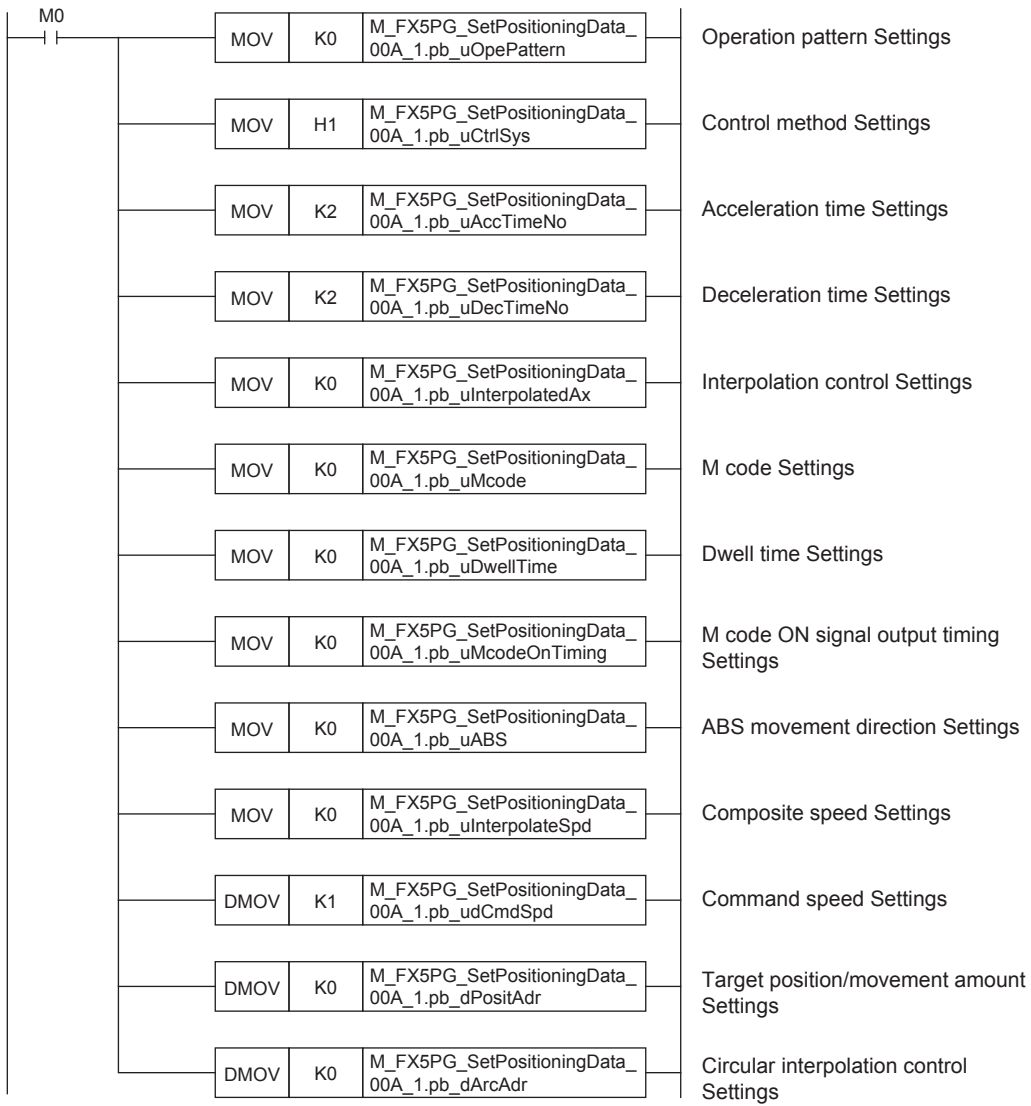 M0
MOV K0 M_FX5PG_SetPositioningData_ Operation pattern Settings
00A_1.pb_uOpePattern
MOV H1 M_FX5PG_SetPositioningData_ Control method Settings
00A_1.pb_uCtrlSys
MOV K2 M_FX5PG_SetPositioningData_ Acceleration time Settings
00A_1.pb_uAccTimeNo
MOV K2 M_FX5PG_SetPositioningData_ Deceleration time Settings
00A_1.pb_uDecTimeNo
MOV K0 M_FX5PG_SetPositioningData_ Interpolation control Settings
00A_1.pb_uInterpolatedAx
MOV K0 M_FX5PG_SetPositioningData_ M code Settings
00A_1.pb_uMcode
MOV K0 M_FX5PG_SetPositioningData_ Dwell time Settings
00A_1.pb_uDwellTime
MOV K0 M_FX5PG_SetPositioningData_ M code ON signal output timing
00A_1.pb_uMcodeOnTiming Settings
MOV K0 M_FX5PG_SetPositioningData_ ABS movement direction Settings
00A_1.pb_uABS
MOV K0 M_FX5PG_SetPositioningData_ Composite speed Settings
00A_1.pb_uInterpolateSpd
DMOV K1 M_FX5PG_SetPositioningData_ Command speed Settings
00A_1.pb_udCmdSpd
DMOV K0 M_FX5PG_SetPositioningData_ Target position/movement amount
00A_1.pb_dPositAdr Settings
DMOV K0 M_FX5PG_SetPositioningData_ Circular interpolation control
00A_1.pb_dArcAdr Settings